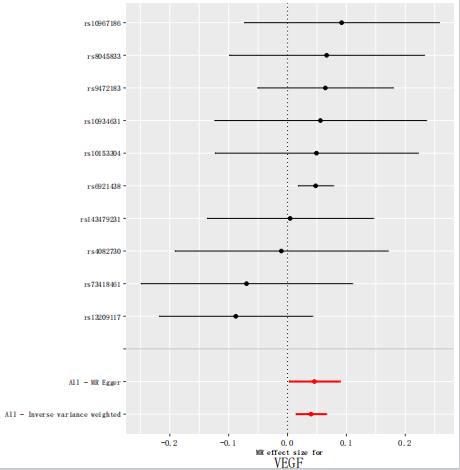 rs10967186
rs8045833
rs9472183
rs10934631
rs10153304
rs6921438
rs143479231
rs4082730
rs73418461
rs13209117
All - MR Egger
All - Inverse variance weighted
-0.2 -0.1 0.0 0.1 0.2
MR effect size for
VEGF